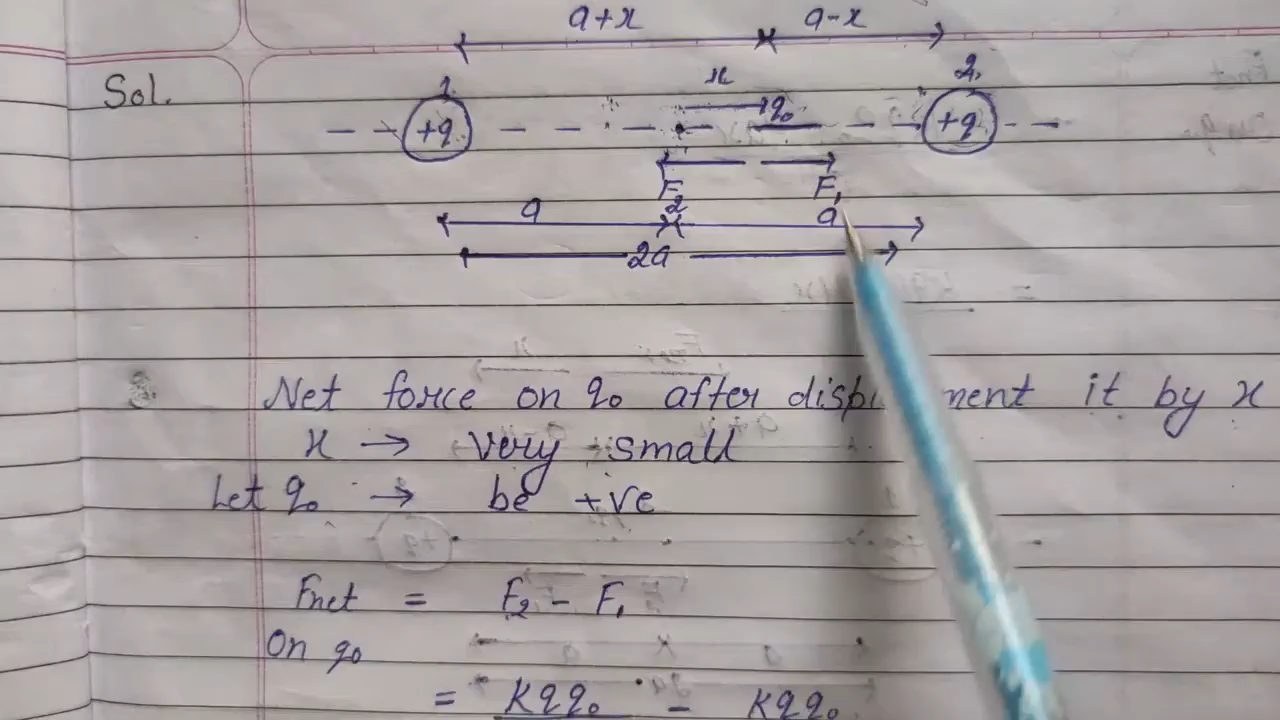 a+x a-x
Sol. 1. x 2.
+q q₀ +q
F₂ F₁
a a
2a
Net force on q₀ after it by x
x → very small
Let q₀ → be +ve
Fnet = F₂ - F₁
On q₀
= Kqq₀ - Kqq₀